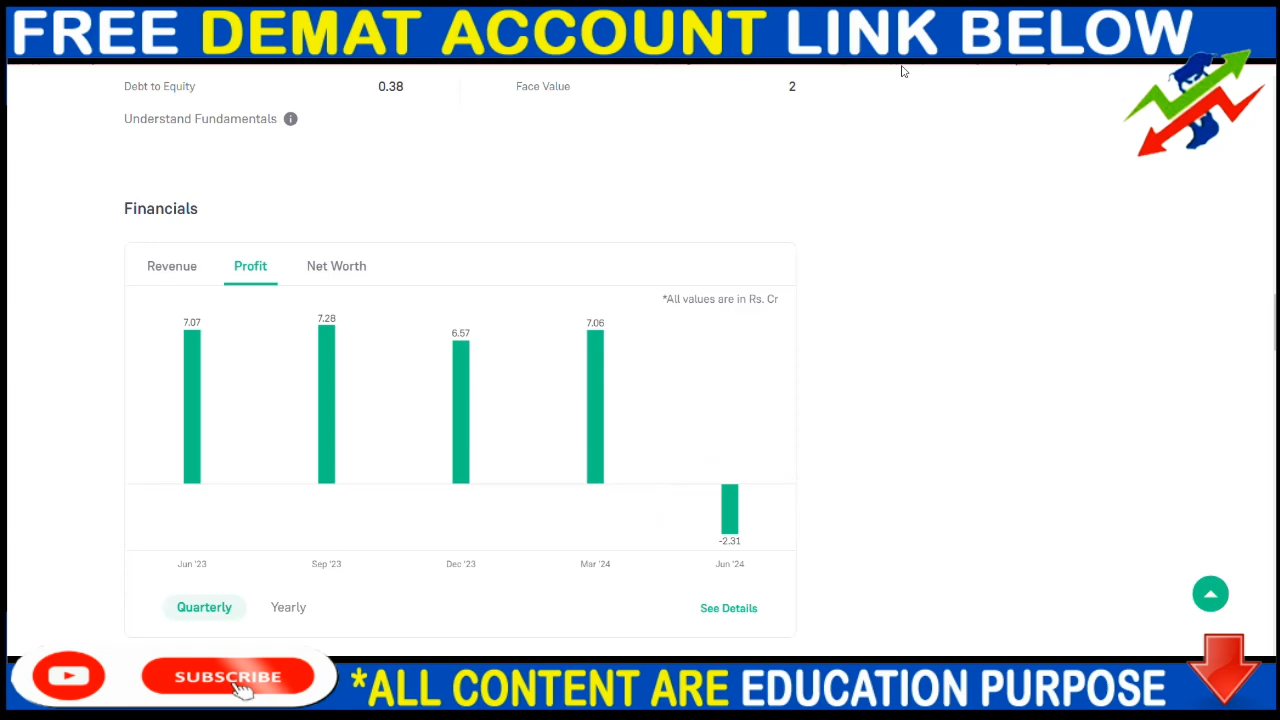 FREE DEMAT ACCOUNT LINK BELOW
Debt to Equity 0.38 Face Value 2
Understand Fundamentals
Financials
Revenue Profit Net Worth
*All values are in Rs. Cr
7.07 7.28 6.57 7.06 -2.31
Jun '23 Sep '23 Dec '23 Mar '24 Jun '24
Quarterly Yearly See Details
SUBSCRIBE
*ALL CONTENT ARE EDUCATION PURPOSE